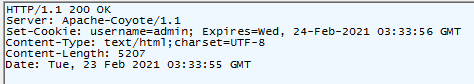 HTTP/1.1 200 OK
Server: Apache-Coyote/1.1
Set-Cookie: username=admin; Expires=Wed, 24-Feb-2021 03:33:56 GMT
Content-Type: text/html;charset=UTF-8
Content-Length: 5207
Date: Tue, 23 Feb 2021 03:33:55 GMT